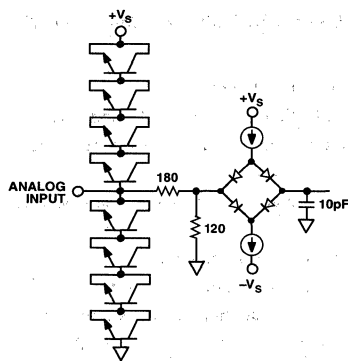 +VS
+VS
180
ANALOG
INPUT
120
10pF
–VS